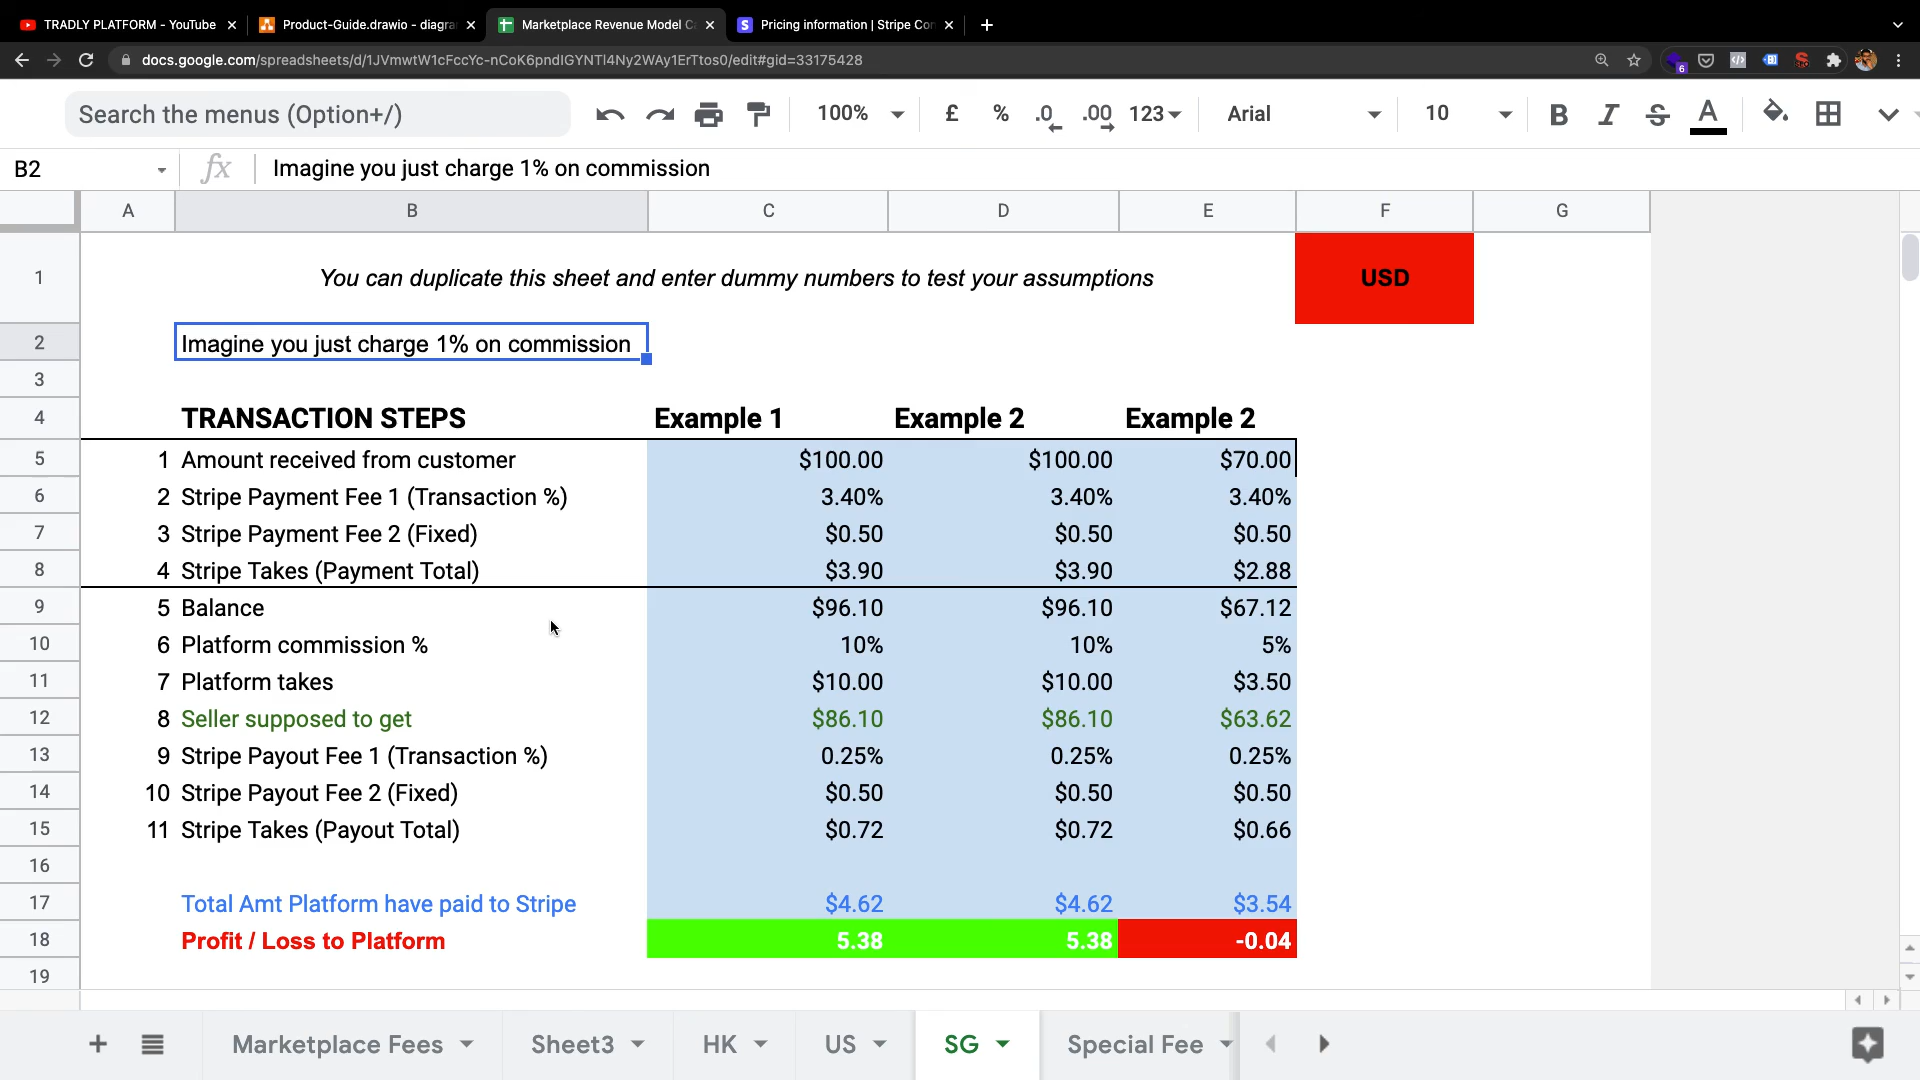 TRADLY PLATFORM - YouTube
Product-Guide.drawio - diagra
Marketplace Revenue Model Ca
Pricing information | Stripe Con
docs.google.com/spreadsheets/d/1JVmwtW1cFccYc-nCoK6pndIGYNTl4Ny2WAy1ErTtos0/edit#gid=33175428
6
Search the menus (Option+/)
100%
£
%
.0
.00
123
Arial
10
B
I
S
A
B2
fx
Imagine you just charge 1% on commission
A B C D E F G
1 You can duplicate this sheet and enter dummy numbers to test your assumptions USD
2 Imagine you just charge 1% on commission
3
4 TRANSACTION STEPS Example 1 Example 2 Example 2
5 1 Amount received from customer $100.00 $100.00 $70.00
6 2 Stripe Payment Fee 1 (Transaction %) 3.40% 3.40% 3.40%
7 3 Stripe Payment Fee 2 (Fixed) $0.50 $0.50 $0.50
8 4 Stripe Takes (Payment Total) $3.90 $3.90 $2.88
9 5 Balance $96.10 $96.10 $67.12
10 6 Platform commission % 10% 10% 5%
11 7 Platform takes $10.00 $10.00 $3.50
12 8 Seller supposed to get $86.10 $86.10 $63.62
13 9 Stripe Payout Fee 1 (Transaction %) 0.25% 0.25% 0.25%
14 10 Stripe Payout Fee 2 (Fixed) $0.50 $0.50 $0.50
15 11 Stripe Takes (Payout Total) $0.72 $0.72 $0.66
16
17 Total Amt Platform have paid to Stripe $4.62 $4.62 $3.54
18 Profit / Loss to Platform 5.38 5.38 -0.04
19
Marketplace Fees Sheet3 HK US SG Special Fee